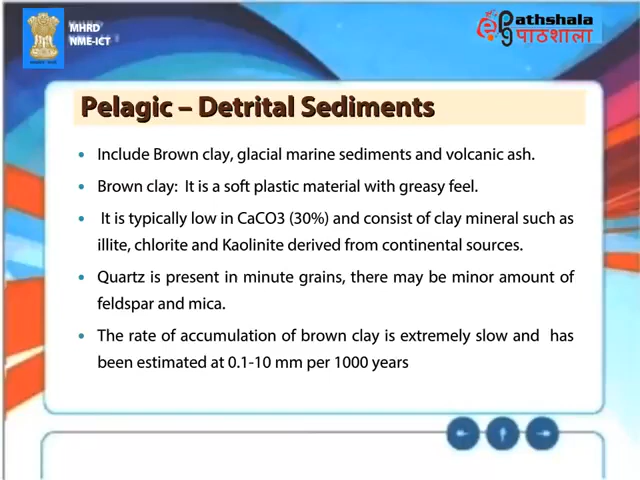 MHRD
NME-ICT
ePathshala
पाठशाला
Pelagic – Detrital Sediments
• Include Brown clay, glacial marine sediments and volcanic ash.
• Brown clay: It is a soft plastic material with greasy feel.
• It is typically low in CaCO3 (30%) and consist of clay mineral such as
illite, chlorite and Kaolinite derived from continental sources.
• Quartz is present in minute grains, there may be minor amount of
feldspar and mica.
• The rate of accumulation of brown clay is extremely slow and has
been estimated at 0.1-10 mm per 1000 years